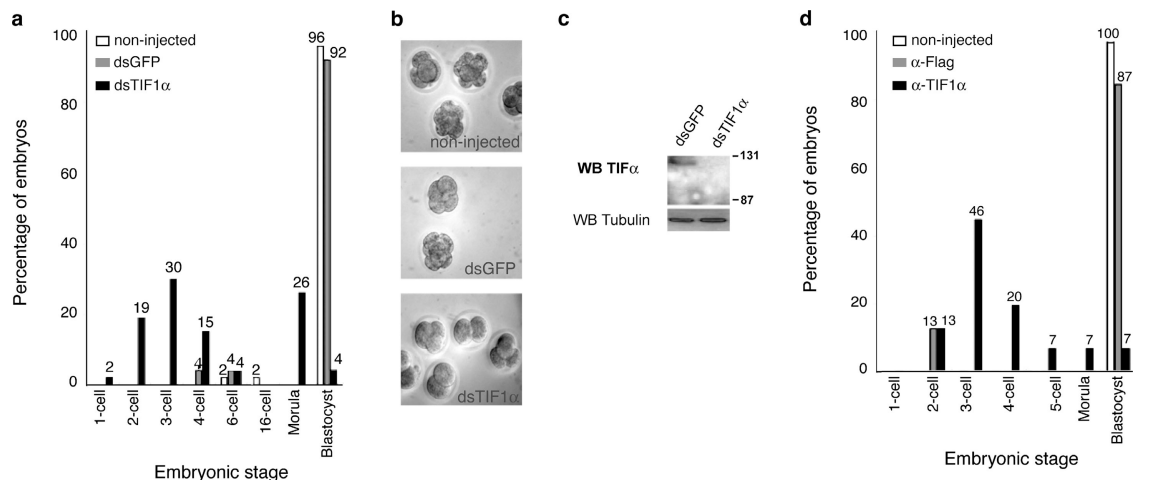 a
100
80
60
40
20
0
Percentage of embryos
non-injected
dsGFP
dsTIF1α
2
19
30
4
15
2
4
4
2
26
96
92
4
1-cell
2-cell
3-cell
4-cell
6-cell
16-cell
Morula
Blastocyst
Embryonic stage
b
non-injected
dsGFP
dsTIF1α
c
dsGFP
dsTIF1α
WB TIFα
131
87
WB Tubulin
d
100
80
60
40
20
0
Percentage of embryos
non-injected
α-Flag
α-TIF1α
13
13
46
20
7
7
100
87
7
1-cell
2-cell
3-cell
4-cell
5-cell
Morula
Blastocyst
Embryonic stage